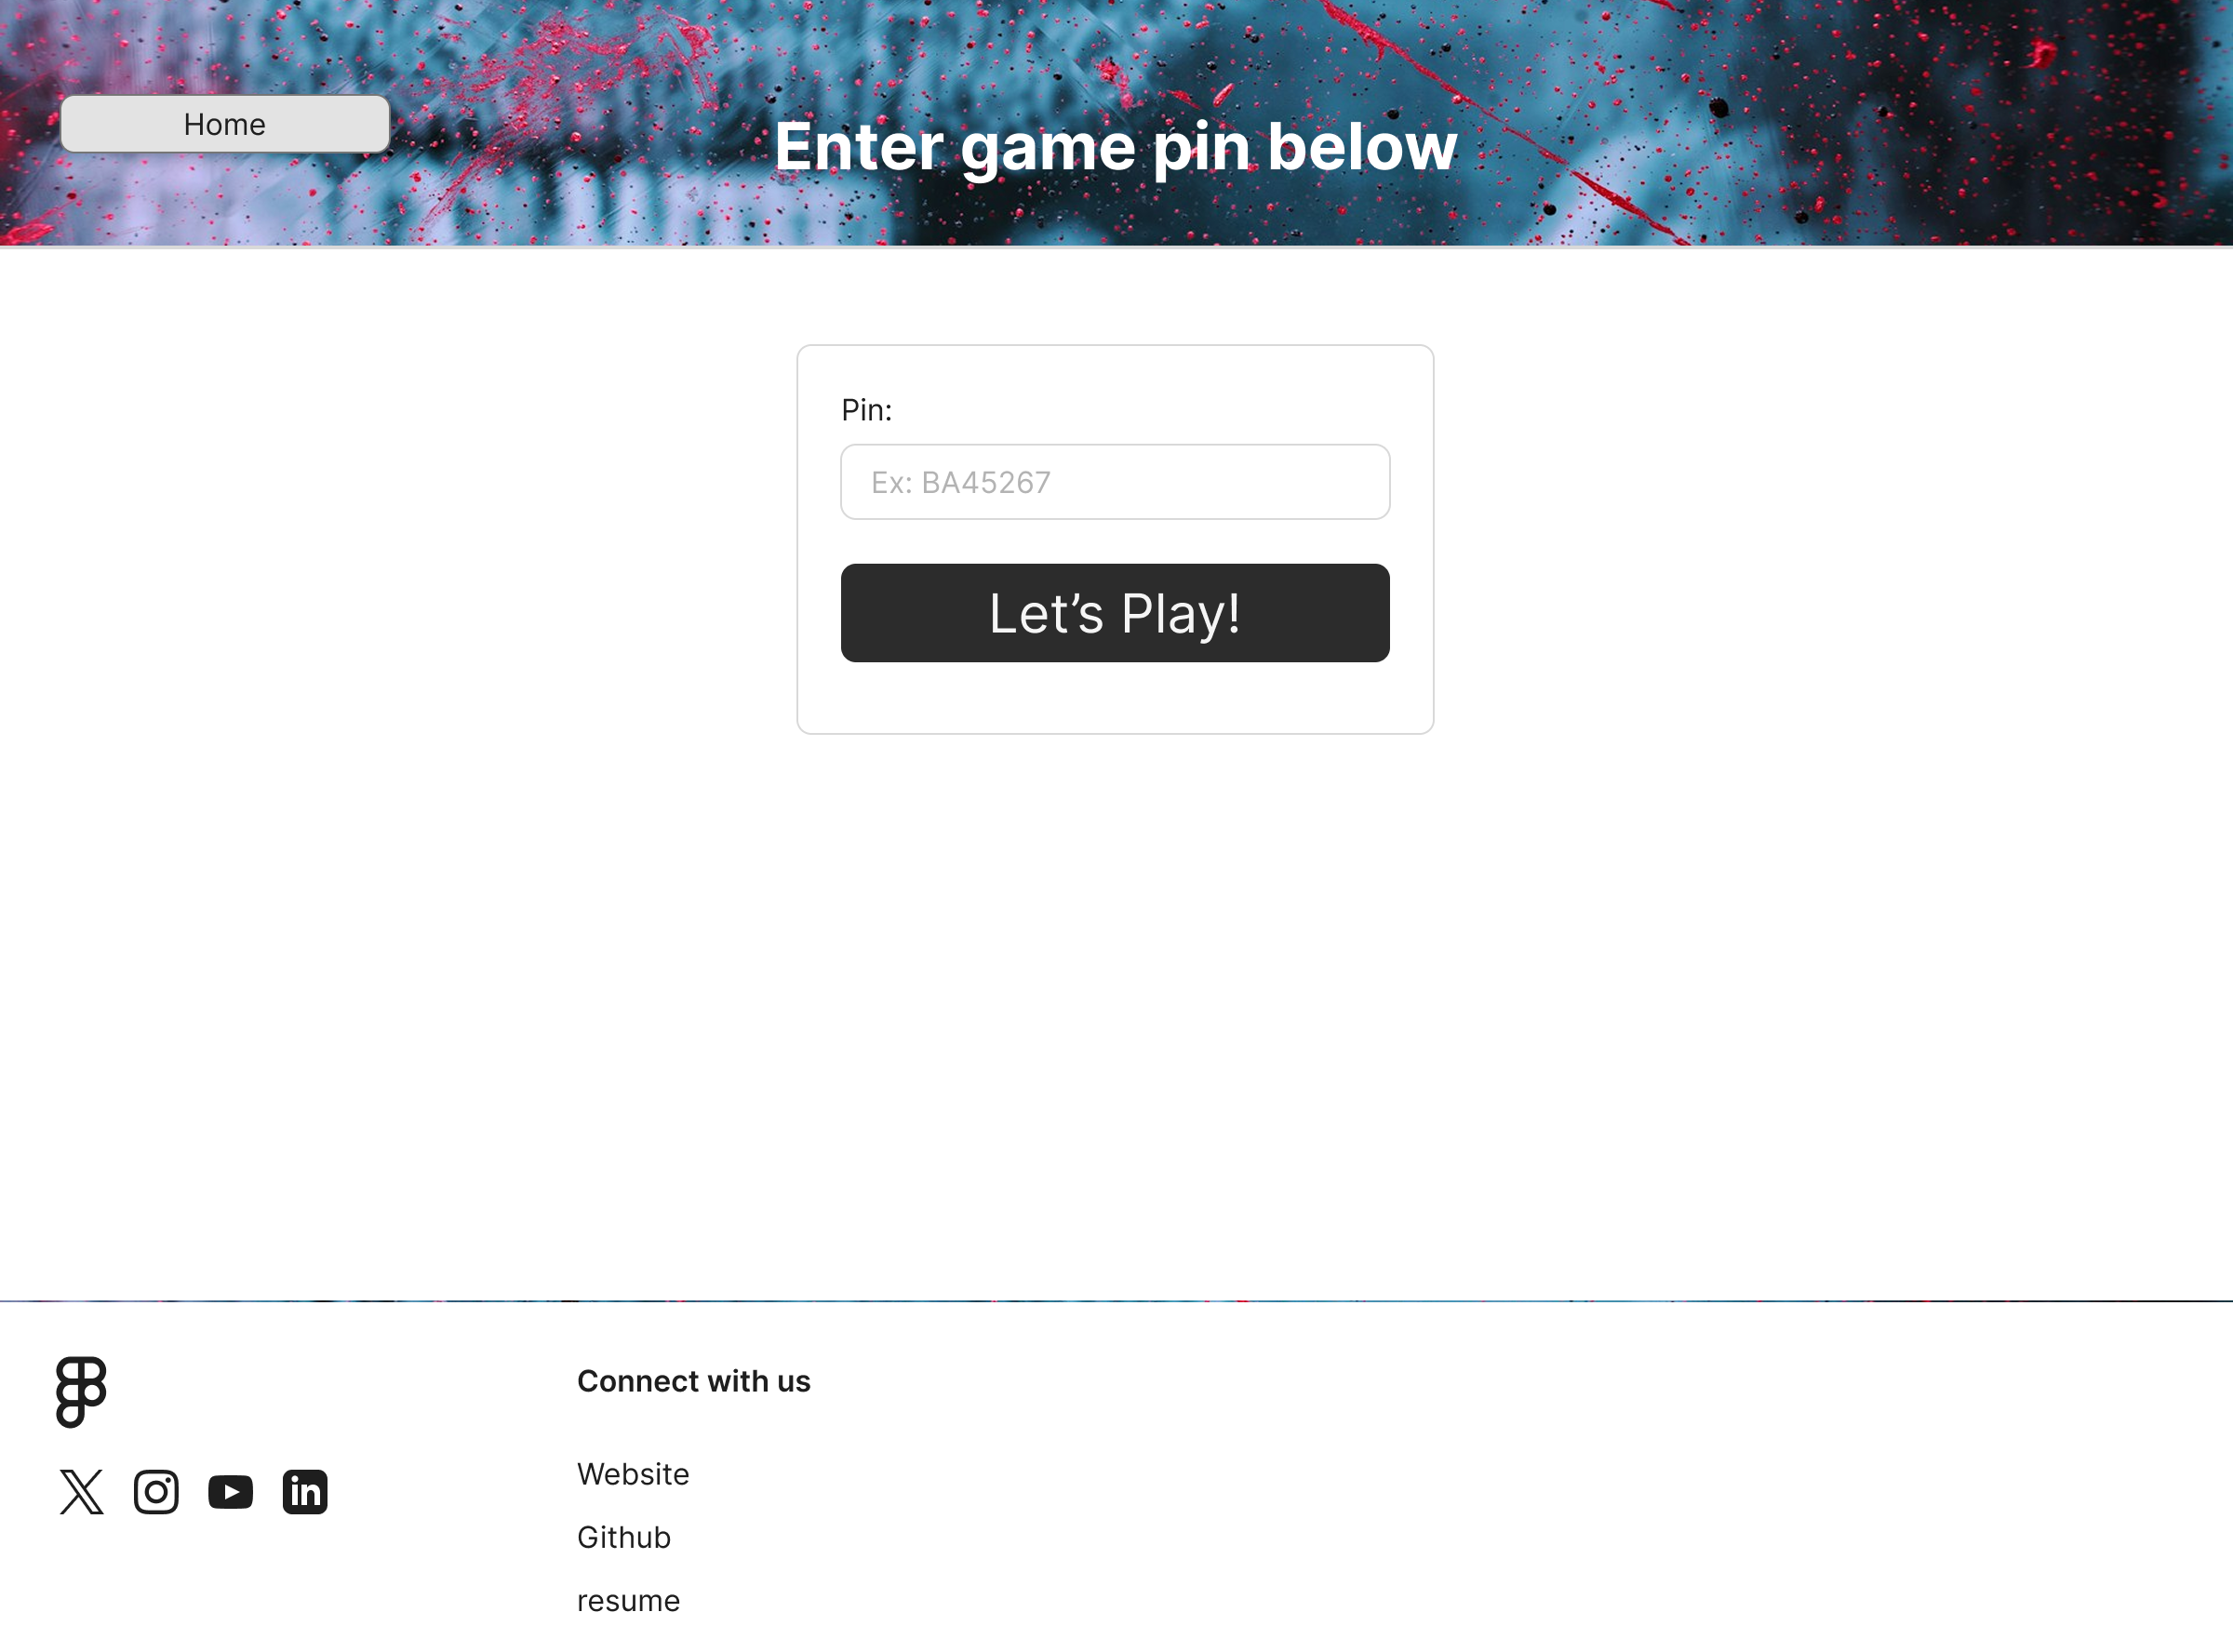 Home
Enter game pin below
Pin:
Ex: BA45267
Let’s Play!
Connect with us
Website
Github
resume